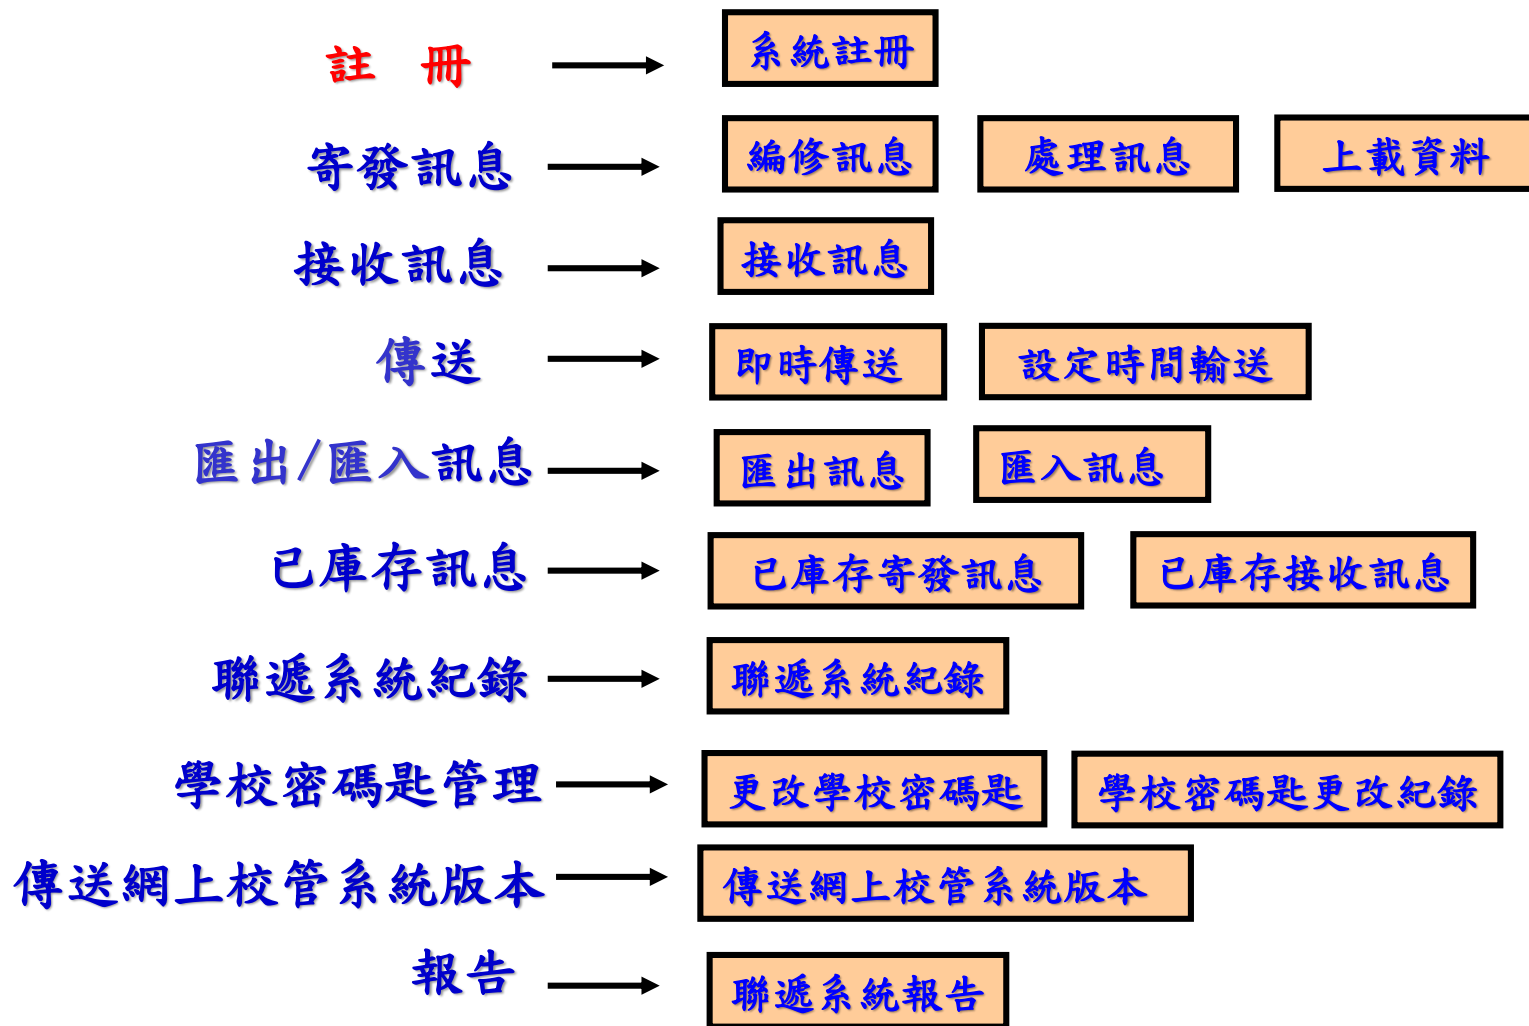 註 冊 系統註冊
寄發訊息 編修訊息 處理訊息 上載資料
接收訊息 接收訊息
傳送 即時傳送 設定時間輸送
匯出/匯入訊息 匯出訊息 匯入訊息
已庫存訊息 已庫存寄發訊息 已庫存接收訊息
聯遞系統紀錄 聯遞系統紀錄
學校密碼匙管理 更改學校密碼匙 學校密碼匙更改紀錄
傳送網上校管系統版本 傳送網上校管系統版本
報告 聯遞系統報告